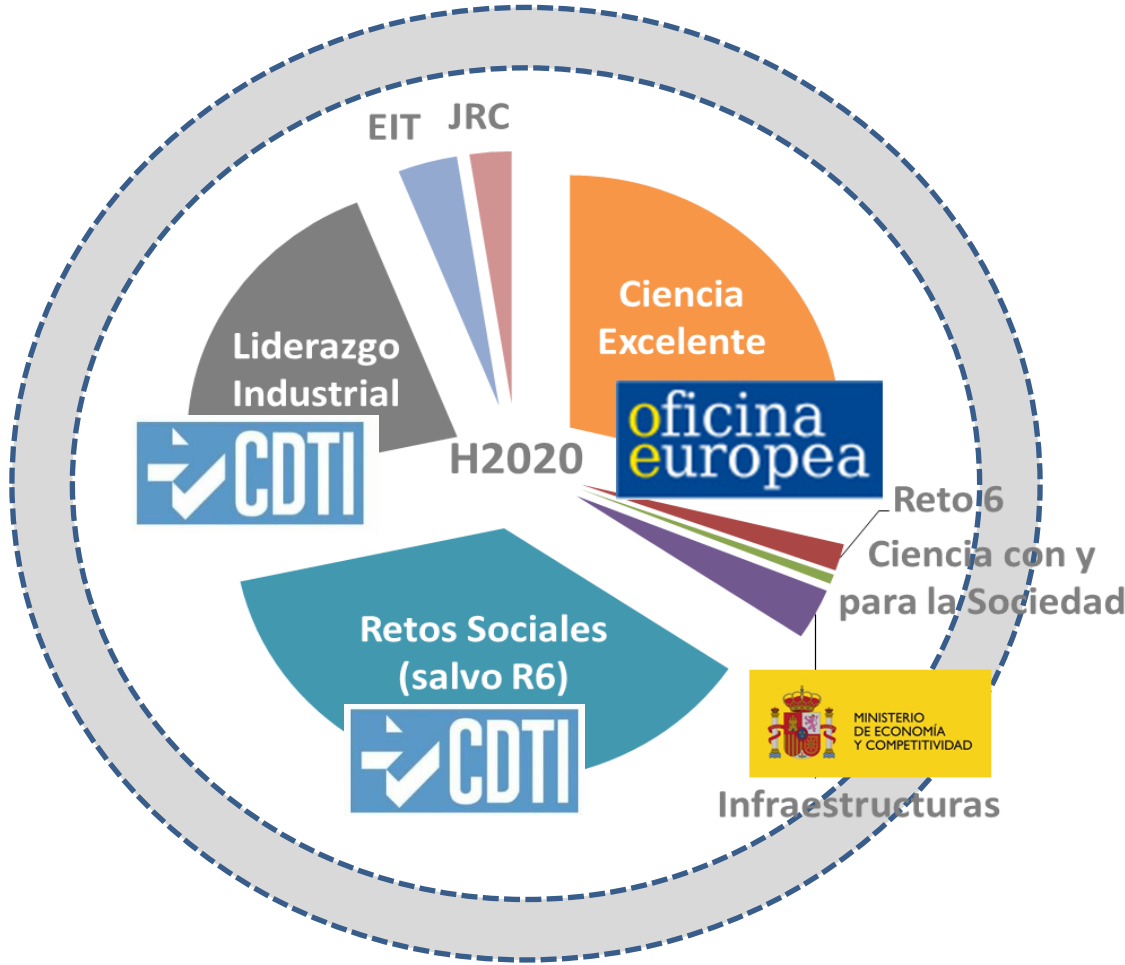 EIT
JRC
Ciencia
Excelente
Liderazgo
Industrial
CDTI
H2020
oficina
europea
Reto 6
Ciencia con y
para la Sociedad
Retos Sociales
(salvo R6)
CDTI
MINISTERIO
DE ECONOMÍA
Y COMPETITIVIDAD
Infraestructuras